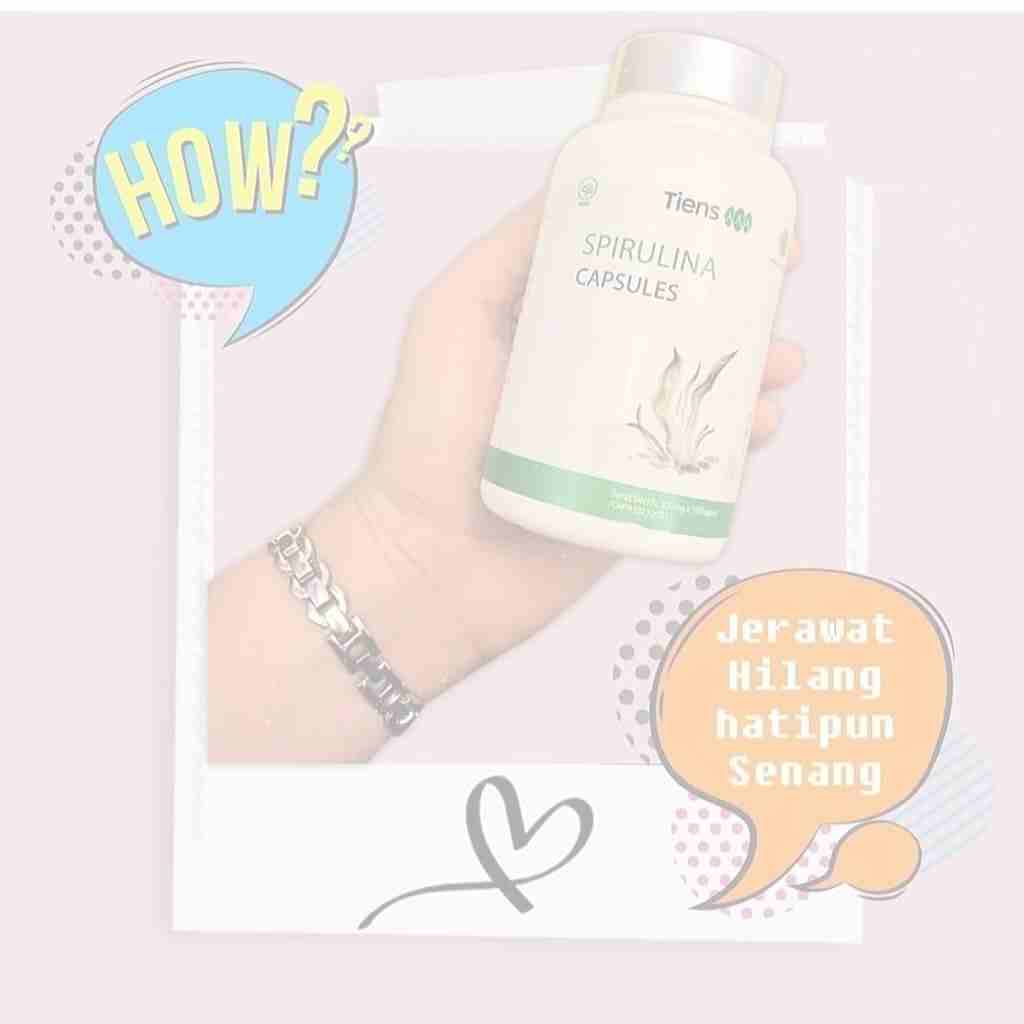 HOW??
Tiens
SPIRULINA
CAPSULES
Jerawat
Hilang
hatipun
Senang